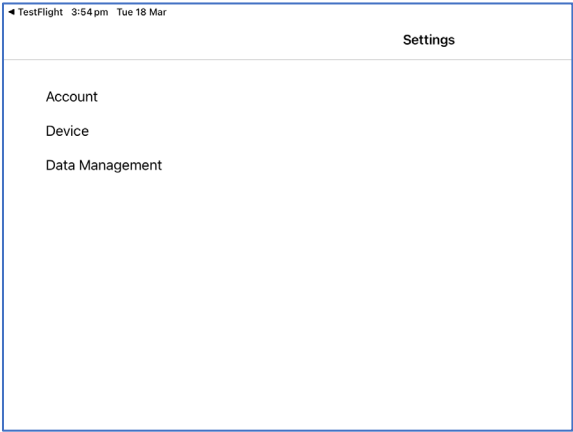 ◄ TestFlight 3:54 pm Tue 18 Mar
Settings
Account
Device
Data Management